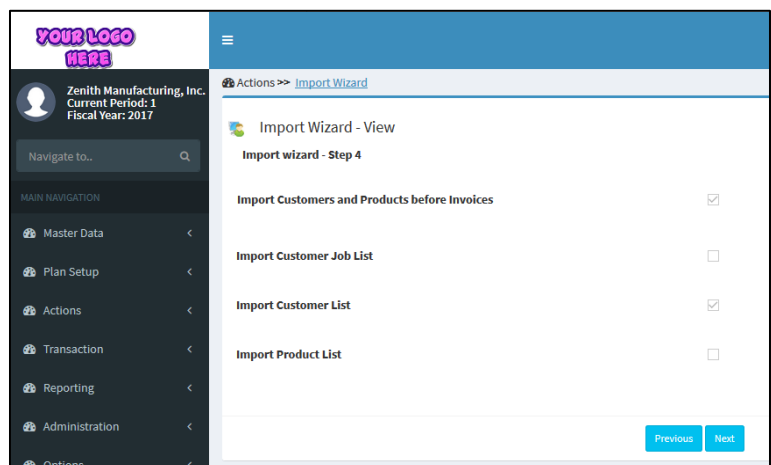 YOUR LOGO
HERE
Zenith Manufacturing, Inc.
Current Period: 1
Fiscal Year: 2017
Navigate to..
MAIN NAVIGATION
Master Data
Plan Setup
Actions
Transaction
Reporting
Administration
Options
Actions >> Import Wizard
Import Wizard - View
Import wizard - Step 4
Import Customers and Products before Invoices
Import Customer Job List
Import Customer List
Import Product List
Previous Next